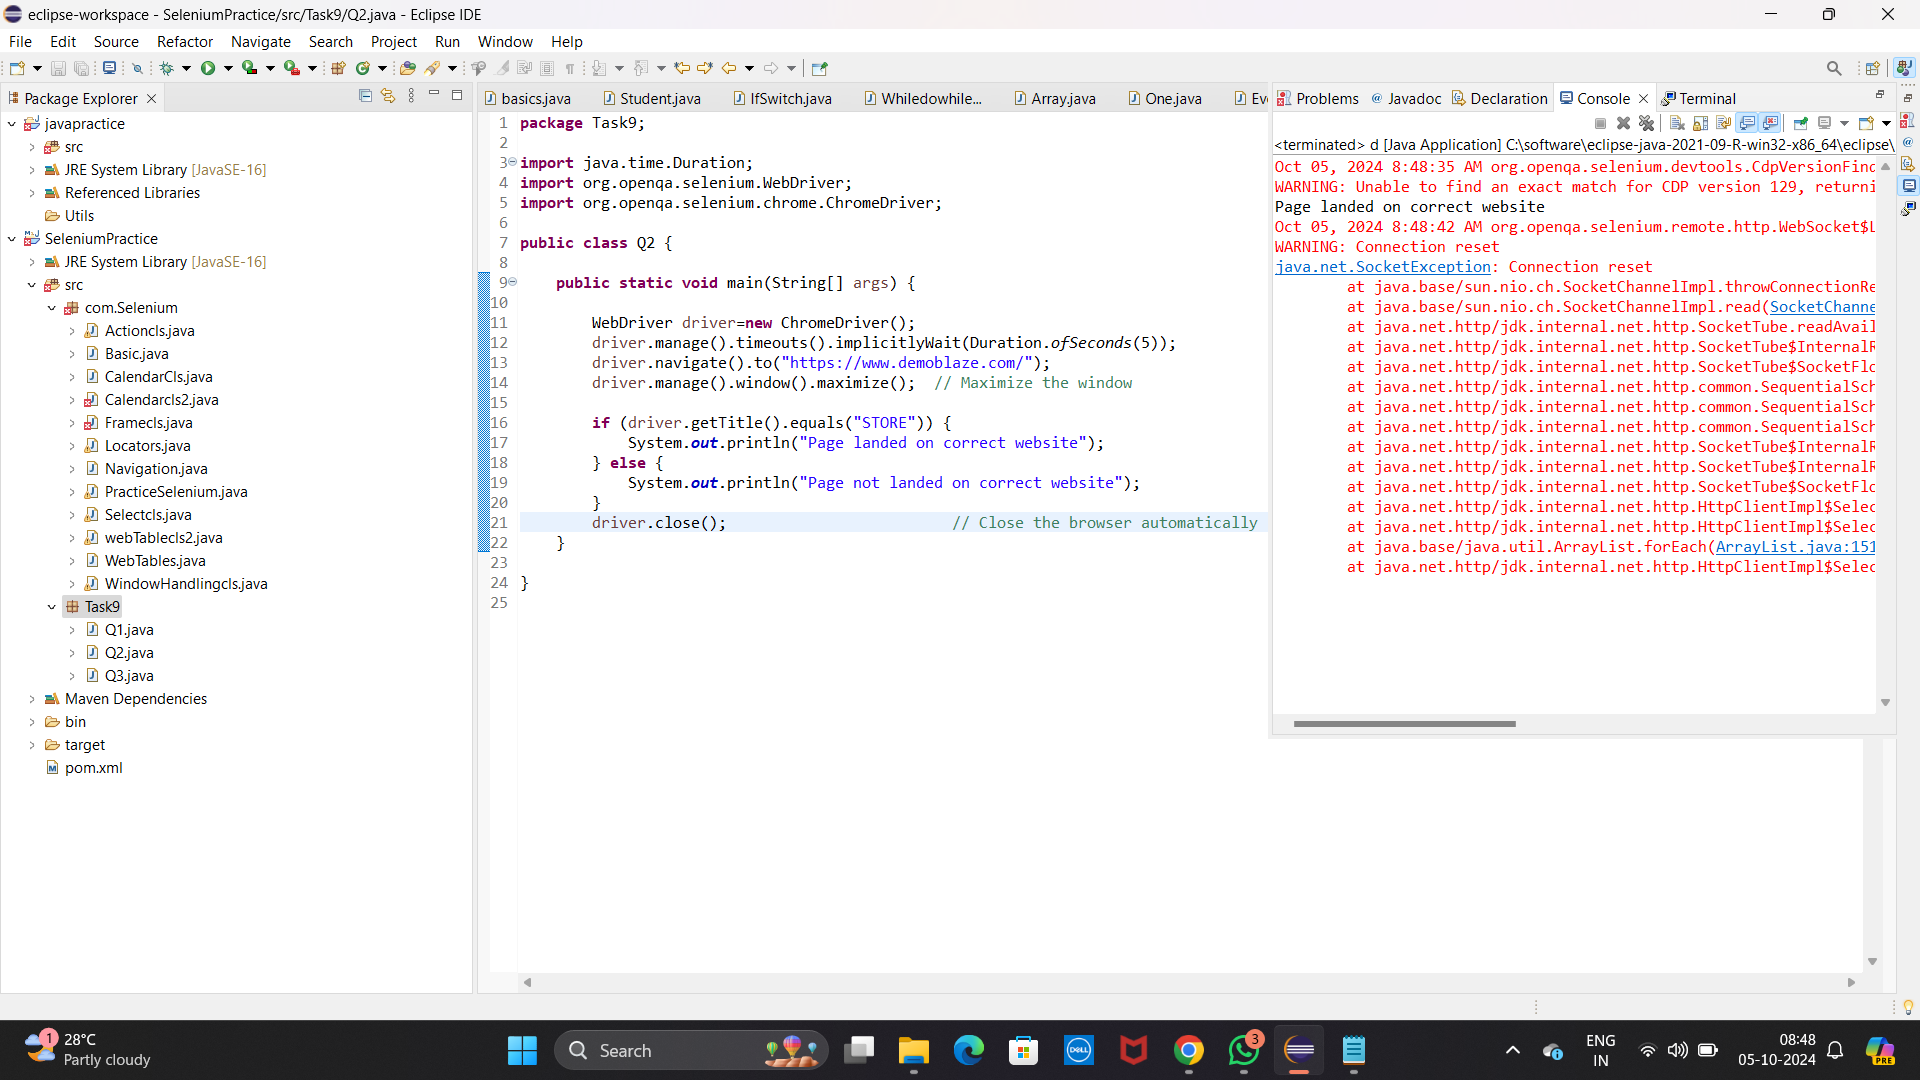 eclipse-workspace - SeleniumPractice/src/Task9/Q2.java - Eclipse IDE
File Edit Source Refactor Navigate Search Project Run Window Help
Package Explorer
javapractice
src
JRE System Library [JavaSE-16]
Referenced Libraries
Utils
SeleniumPractice
JRE System Library [JavaSE-16]
src
com.Selenium
Actioncls.java
Basic.java
CalendarCls.java
Calendarcls2.java
Framecls.java
Locators.java
Navigation.java
PracticeSelenium.java
Selectcls.java
webTablecls2.java
WebTables.java
WindowHandlingcls.java
Task9
Q1.java
Q2.java
Q3.java
Maven Dependencies
bin
target
pom.xml
basics.java Student.java IfSwitch.java Whiledowhile... Array.java One.java Ev
1 package Task9;
2
3 import java.time.Duration;
4 import org.openqa.selenium.WebDriver;
5 import org.openqa.selenium.chrome.ChromeDriver;
6
7 public class Q2 {
8
9 public static void main(String[] args) {
10
11 WebDriver driver=new ChromeDriver();
12 driver.manage().timeouts().implicitlyWait(Duration.ofSeconds(5));
13 driver.navigate().to("https://www.demoblaze.com/");
14 driver.manage().window().maximize(); // Maximize the window
15
16 if (driver.getTitle().equals("STORE")) {
17 System.out.println("Page landed on correct website");
18 } else {
19 System.out.println("Page not landed on correct website");
20 }
21 driver.close(); // Close the browser automatically
22 }
23
24 }
25
Problems Javadoc Declaration Console Terminal
<terminated> d [Java Application] C:\software\eclipse-java-2021-09-R-win32-x86_64\eclipse\
Oct 05, 2024 8:48:35 AM org.openqa.selenium.devtools.CdpVersionFind
WARNING: Unable to find an exact match for CDP version 129, returni
Page landed on correct website
Oct 05, 2024 8:48:42 AM org.openqa.selenium.remote.http.WebSocket$L
WARNING: Connection reset
java.net.SocketException: Connection reset
at java.base/sun.nio.ch.SocketChannelImpl.throwConnectionRe
at java.base/sun.nio.ch.SocketChannelImpl.read(SocketChanne
at java.net.http/jdk.internal.net.http.SocketTube.readAvail
at java.net.http/jdk.internal.net.http.SocketTube$InternalR
at java.net.http/jdk.internal.net.http.SocketTube$SocketFlo
at java.net.http/jdk.internal.net.http.common.SequentialSch
at java.net.http/jdk.internal.net.http.common.SequentialSch
at java.net.http/jdk.internal.net.http.common.SequentialSch
at java.net.http/jdk.internal.net.http.SocketTube$InternalR
at java.net.http/jdk.internal.net.http.SocketTube$InternalR
at java.net.http/jdk.internal.net.http.SocketTube$SocketFlo
at java.net.http/jdk.internal.net.http.HttpClientImpl$Selec
at java.net.http/jdk.internal.net.http.HttpClientImpl$Selec
at java.base/java.util.ArrayList.forEach(ArrayList.java:151
at java.net.http/jdk.internal.net.http.HttpClientImpl$Selec
1
28°C
Partly cloudy
Search
DELL
3
ENG
IN
08:48
05-10-2024
PRE